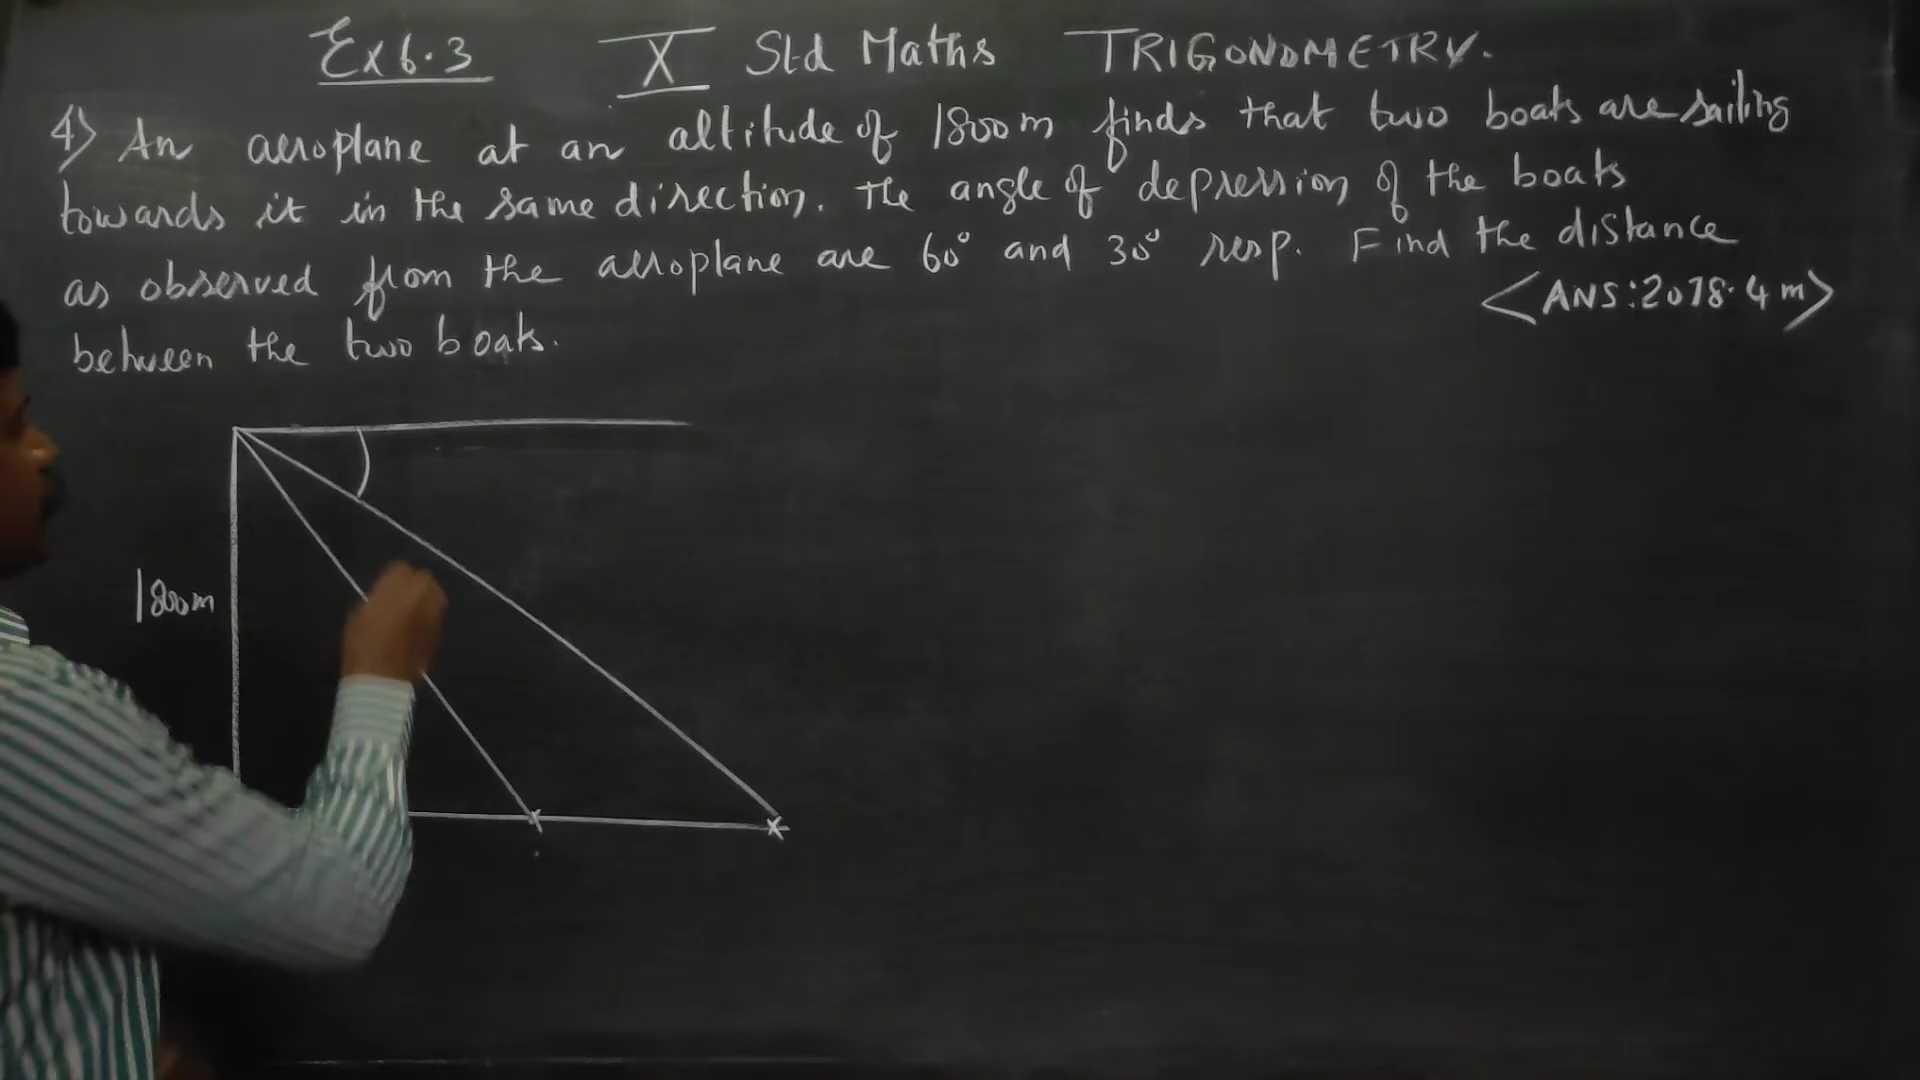 Ex 6.3 X Std Maths TRIGONOMETRY.
4) An aeroplane at an altitude of 1800m finds that two boats are sailing
towards it in the same direction. The angle of depression of the boats
as observed from the aeroplane are 60° and 30° resp. Find the distance
<ANS:2078.4 m>
between the two boats.
1800m